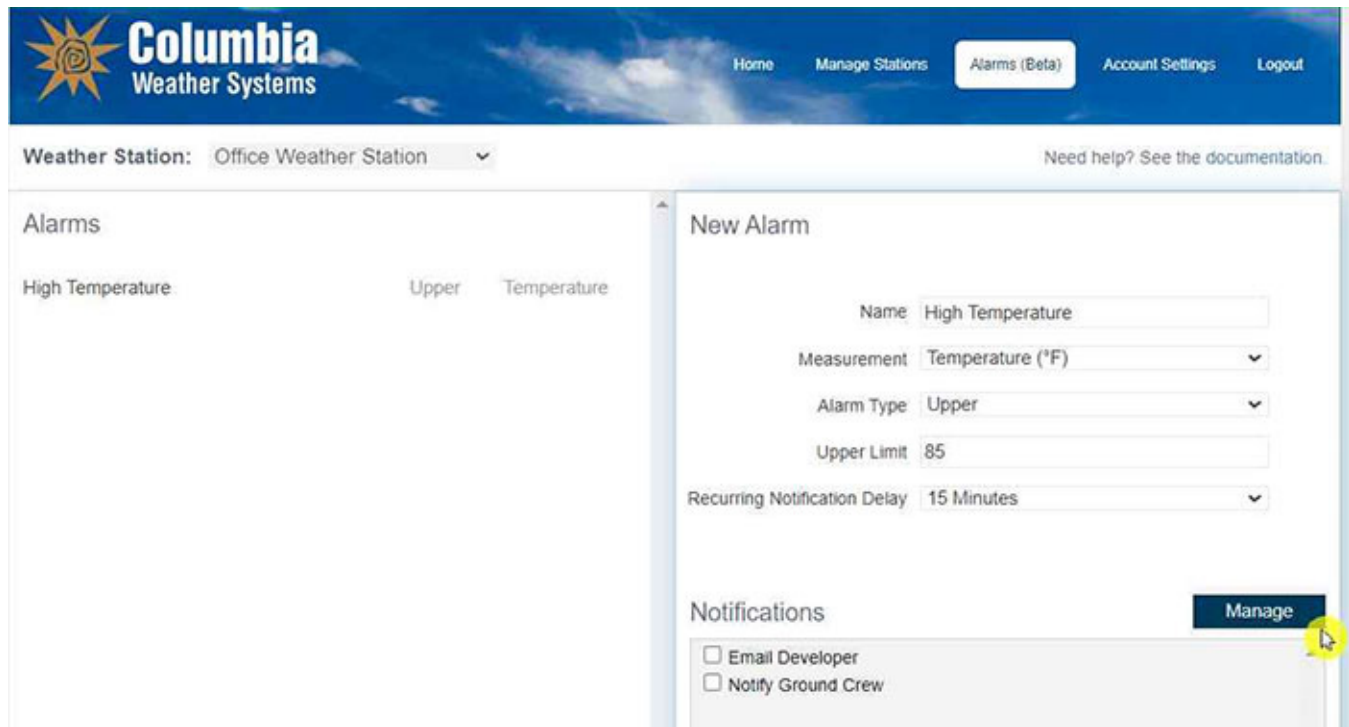 Columbia
Weather Systems
Home Manage Stations Alarms (Beta) Account Settings Logout
Weather Station: Office Weather Station
Need help? See the documentation.
Alarms
High Temperature Upper Temperature
New Alarm
Name High Temperature
Measurement Temperature (°F)
Alarm Type Upper
Upper Limit 85
Recurring Notification Delay 15 Minutes
Notifications
Manage
Email Developer
Notify Ground Crew